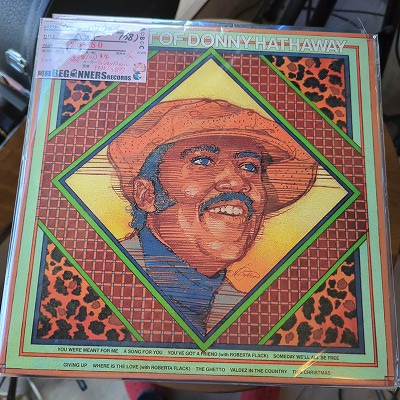 OF DONNY HATHAWAY
BEGINNERS RECORDS
YOU WERE MEANT FOR ME A SONG FOR YOU YOU'VE GOT A FRIEND (with ROBERTA FLACK) SOMEDAY WE'LL ALL BE FREE
GIVING UP WHERE IS THE LOVE (with ROBERTA FLACK) THE GHETTO VALDEZ IN THE COUNTRY THIS CHRISTMAS